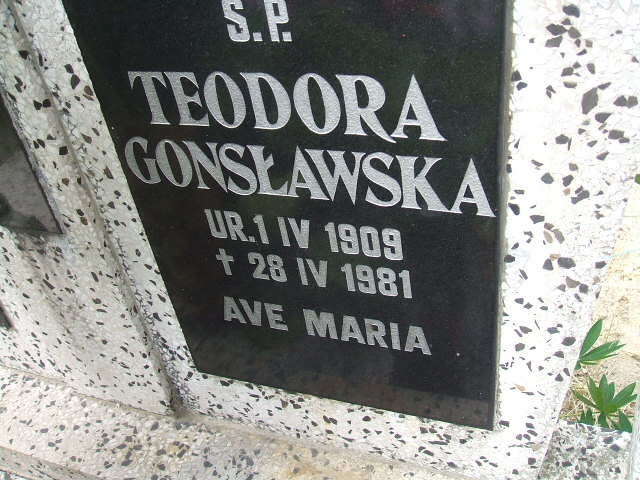 Ś.P.
TEODORA
GONSŁAWSKA
UR. 1 IV 1909
† 28 IV 1981
AVE MARIA